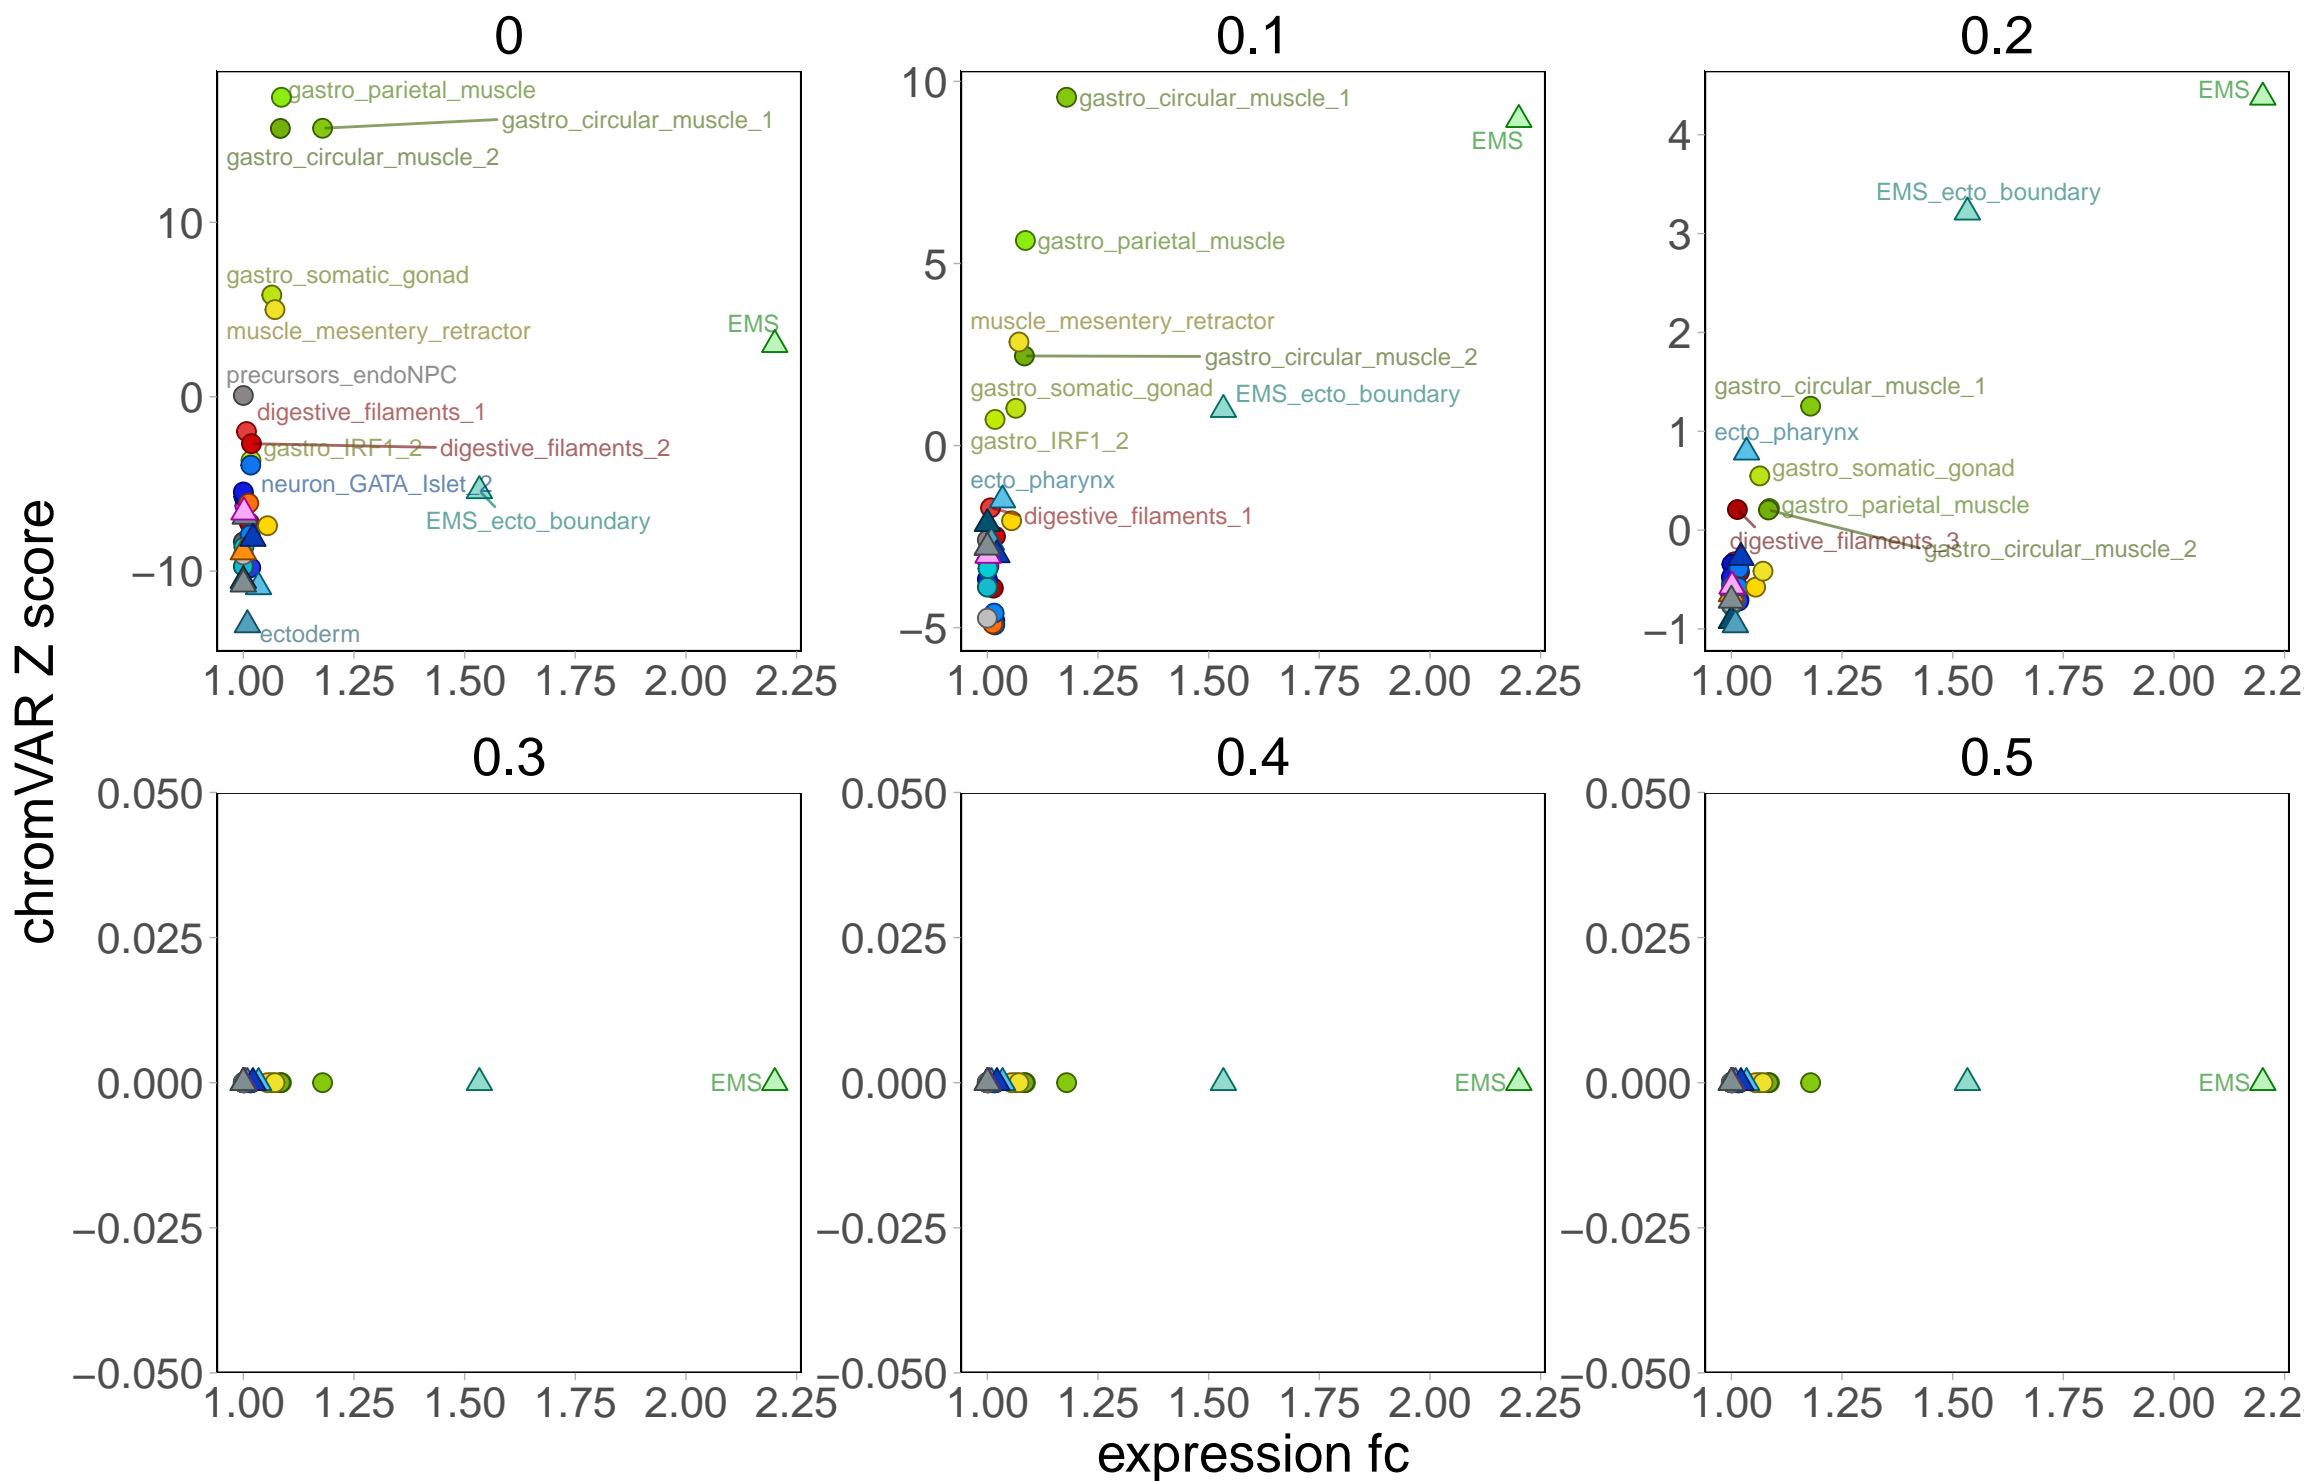 0
0.1
0.2
gastro_parietal_muscle
gastro_circular_muscle_1
gastro_circular_muscle_2
10
gastro_somatic_gonad
muscle_mesentery_retractor
EMS
precursors_endoNPC
0
digestive_filaments_1
gastro_IRF1_2
digestive_filaments_2
neuron_GATA_Islet_2
EMS_ecto_boundary
−10
ectoderm
1.00 1.25 1.50 1.75 2.00 2.25
10
gastro_circular_muscle_1
EMS
5
gastro_parietal_muscle
muscle_mesentery_retractor
gastro_circular_muscle_2
gastro_somatic_gonad
EMS_ecto_boundary
0
gastro_IRF1_2
ecto_pharynx
digestive_filaments_1
−5
1.00 1.25 1.50 1.75 2.00 2.25
EMS
4
EMS_ecto_boundary
3
2
gastro_circular_muscle_1
1
ecto_pharynx
gastro_somatic_gonad
gastro_parietal_muscle
0
digestive_filaments_3
gastro_circular_muscle_2
−1
1.00 1.25 1.50 1.75 2.00 2.2
chromVAR Z score
0.3
0.4
0.5
0.050
0.025
0.000
−0.025
−0.050
EMS
1.00 1.25 1.50 1.75 2.00 2.25
0.050
0.025
0.000
−0.025
−0.050
EMS
1.00 1.25 1.50 1.75 2.00 2.25
0.050
0.025
0.000
−0.025
−0.050
EMS
1.00 1.25 1.50 1.75 2.00 2.2
expression fc